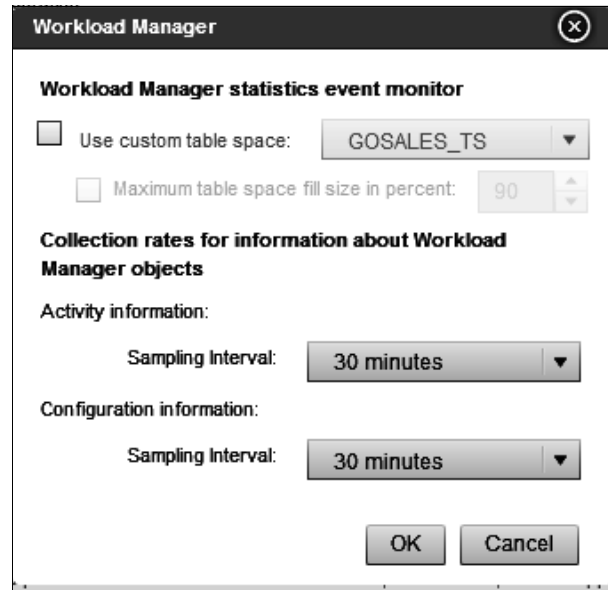 Workload Manager
Workload Manager statistics event monitor
Use custom table space: GOSALES_TS
Maximum table space fill size in percent: 90
Collection rates for information about Workload
Manager objects
Activity information:
Sampling Interval: 30 minutes
Configuration information:
Sampling Interval: 30 minutes
OK Cancel